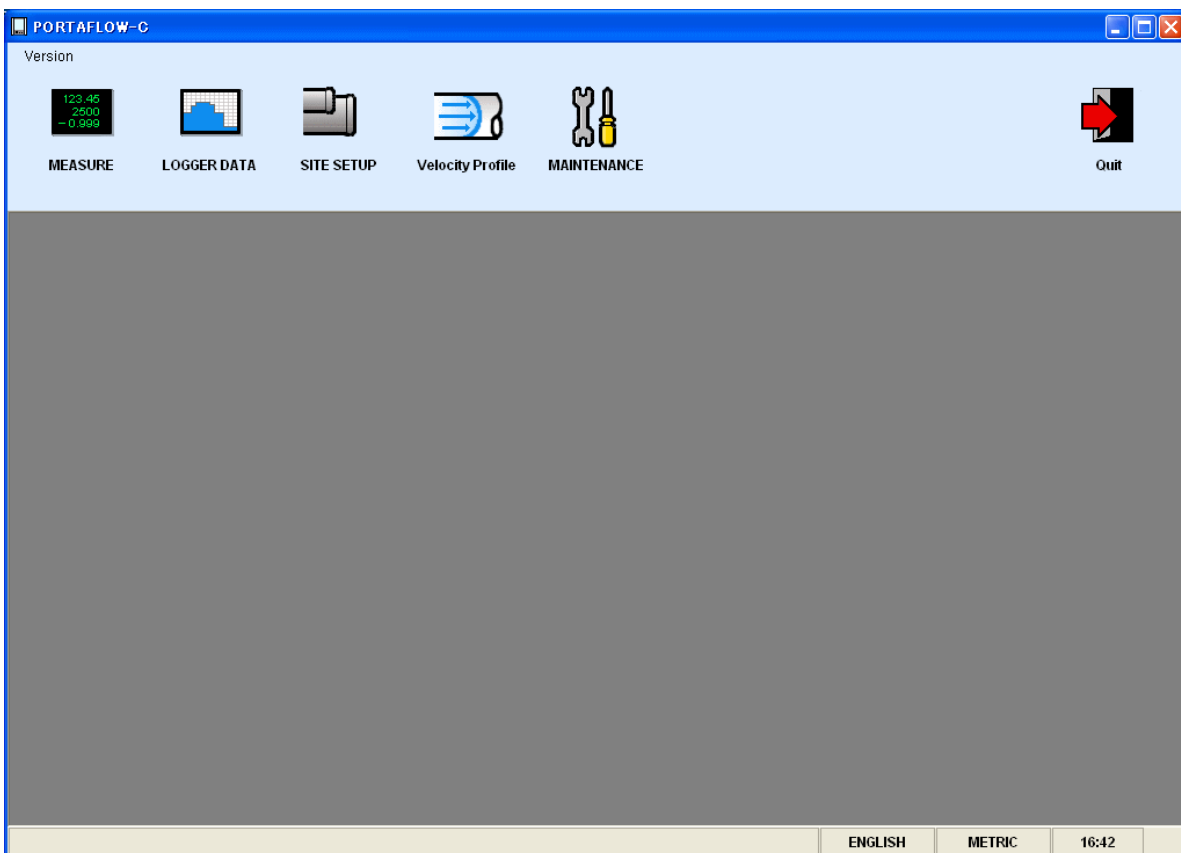 PORTAFLOW-C
Version
123.45
2500
-0.999
MEASURE
LOGGER DATA
SITE SETUP
Velocity Profile
MAINTENANCE
Quit
ENGLISH
METRIC
16:42